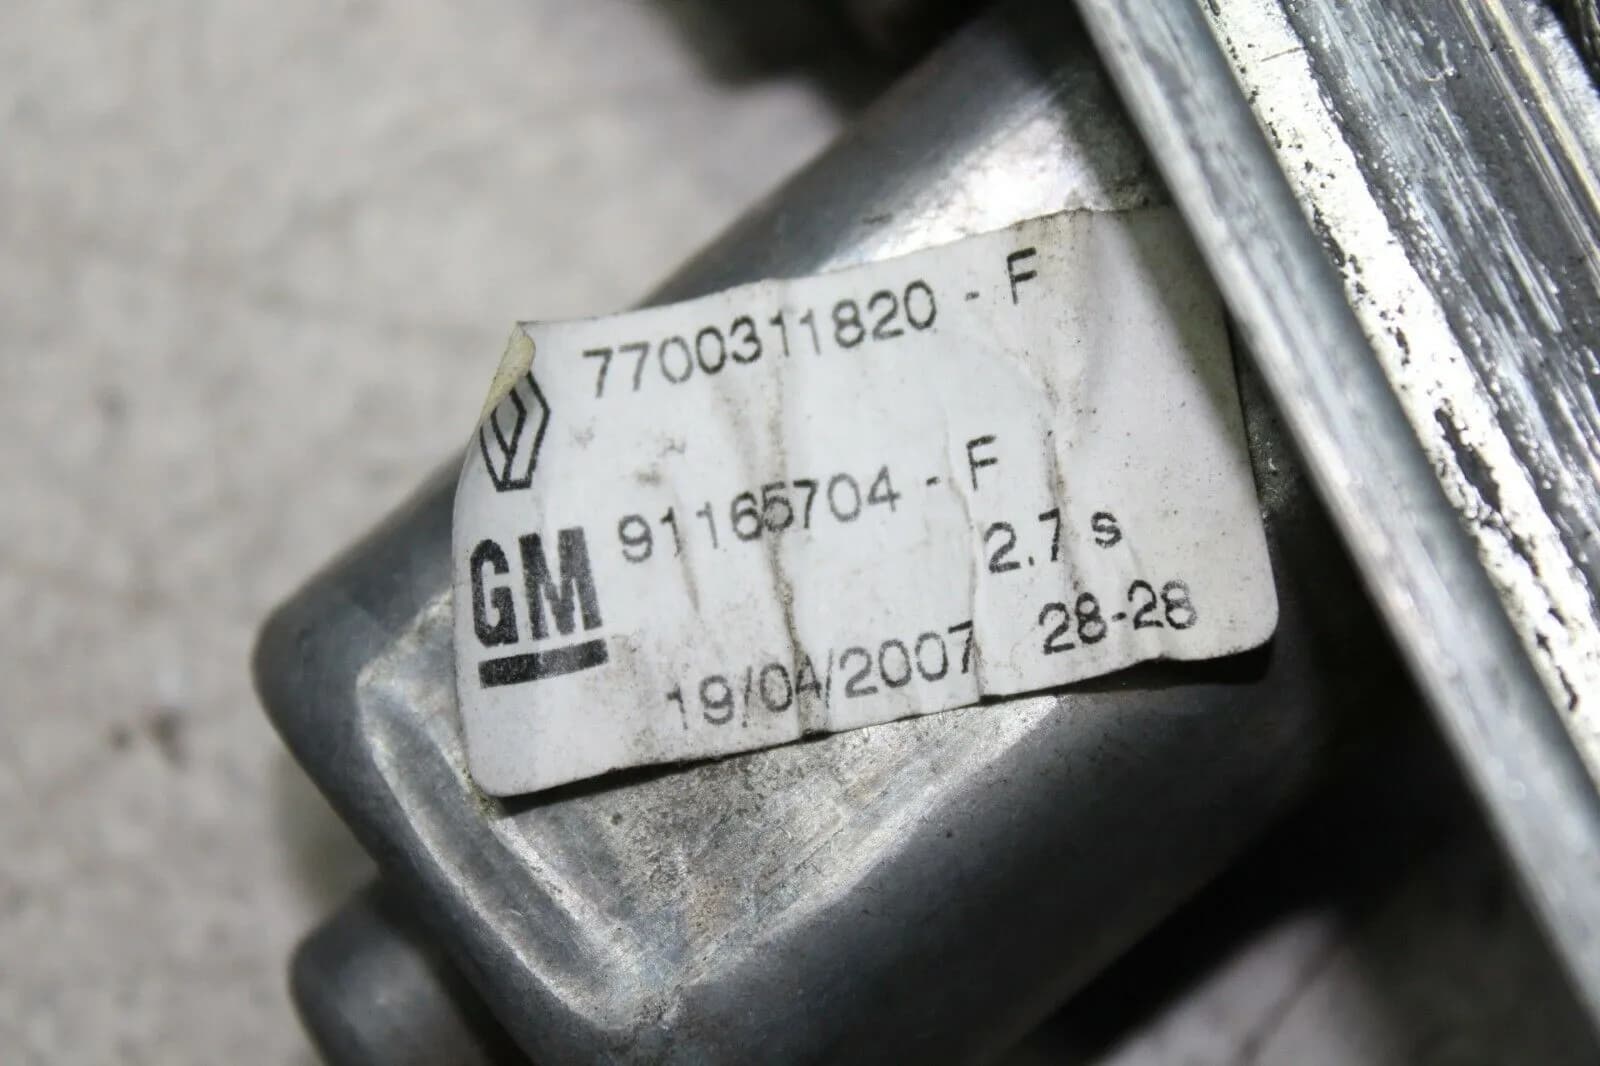 7700311820 - F
91165704 - F
GM
2.7 s
19/04/2007 28-28